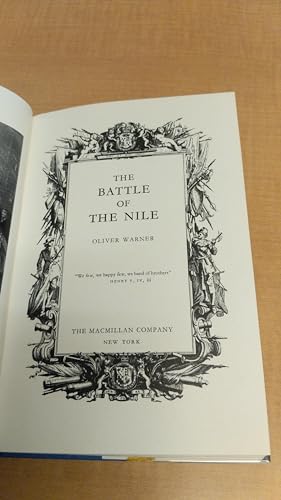 THE
BATTLE
OF
THE NILE
OLIVER WARNER
"We few, we happy few, we band of brothers"
HENRY V, IV, iii
THE MACMILLAN COMPANY
NEW YORK